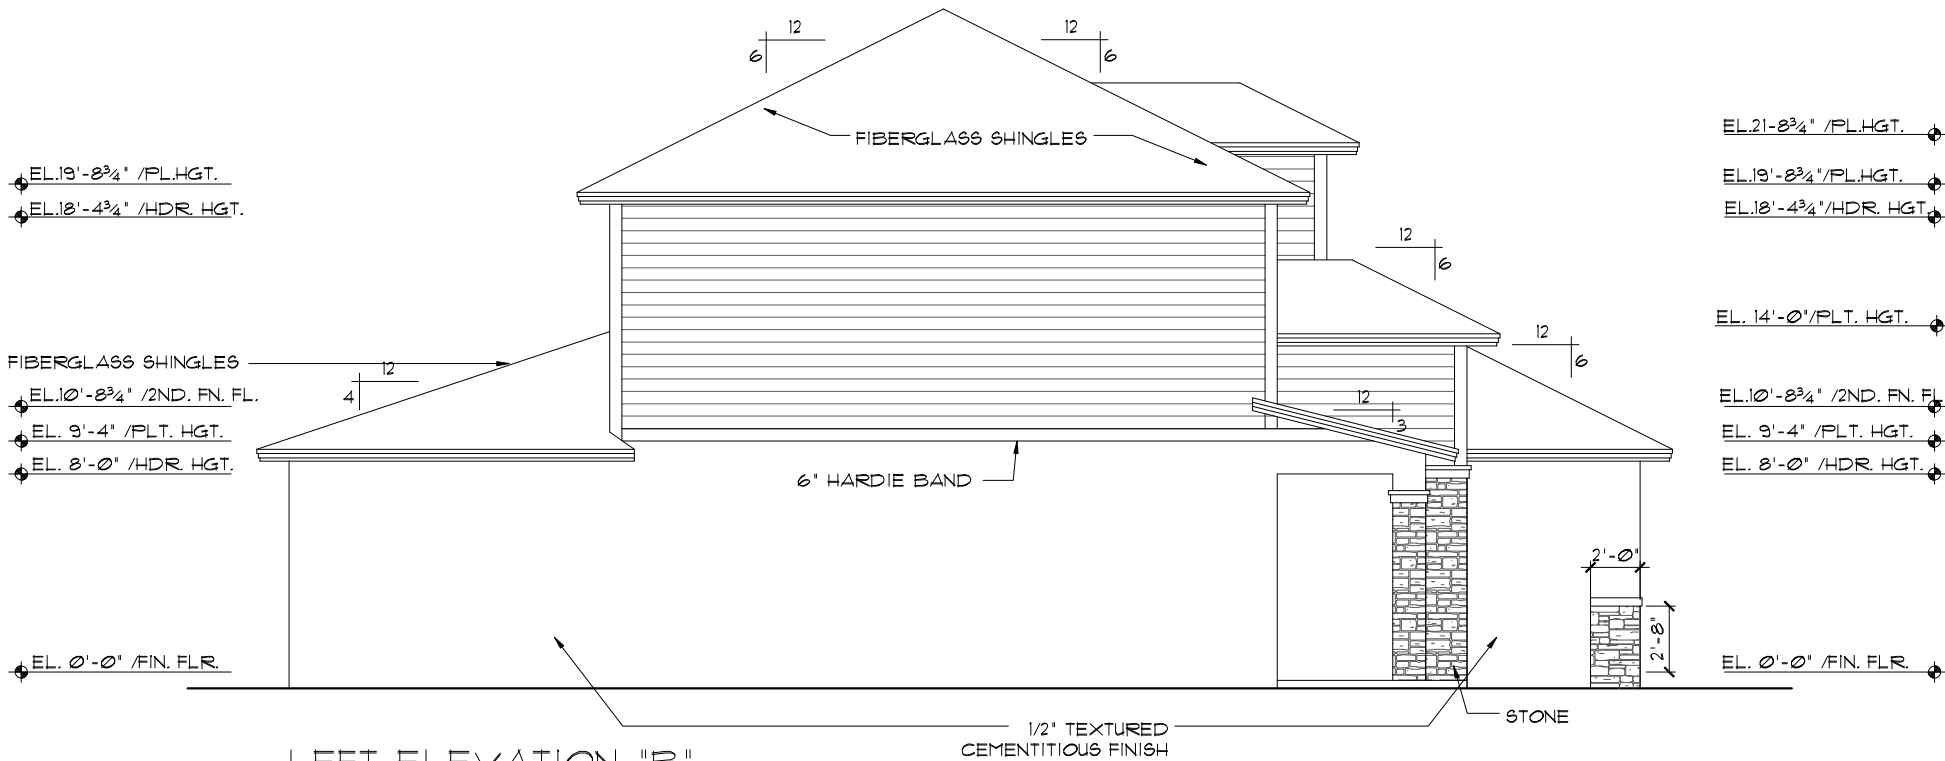 12
6
12
6
FIBERGLASS SHINGLES
EL.21-8¾" /PL.HGT.
EL.19'-8¾" /PL.HGT.
EL.19'-8¾"/PL.HGT.
EL.18'-4¾" /HDR. HGT.
EL.18'-4¾"/HDR. HGT.
12
6
EL. 14'-0"/PLT. HGT.
12
6
FIBERGLASS SHINGLES
12
4
EL.10'-8¾" /2ND. FN. FL.
12
3
EL.10'-8¾" /2ND. FN. FL
EL. 9'-4" /PLT. HGT.
EL. 9'-4" /PLT. HGT.
EL. 8'-0" /HDR. HGT.
EL. 8'-0" /HDR. HGT.
6" HARDIE BAND
2'-0"
2'-8"
EL. 0'-0" /FIN. FLR.
EL. 0'-0" /FIN. FLR.
STONE
1/2" TEXTURED
CEMENTITIOUS FINISH
LEFT ELEVATION "B"